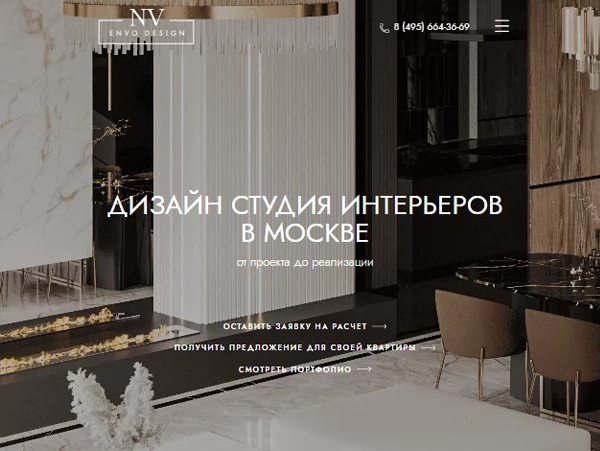 NV
ENVO DESIGN
8 (495) 664-36-69
ДИЗАЙН СТУДИЯ ИНТЕРЬЕРОВ
В МОСКВЕ
от проекта до реализации
ОСТАВИТЬ ЗАЯВКУ НА РАСЧЕТ
ПОЛУЧИТЬ ПРЕДЛОЖЕНИЕ ДЛЯ СВОЕЙ КВАРТИРЫ
СМОТРЕТЬ ПОРТФОЛИО